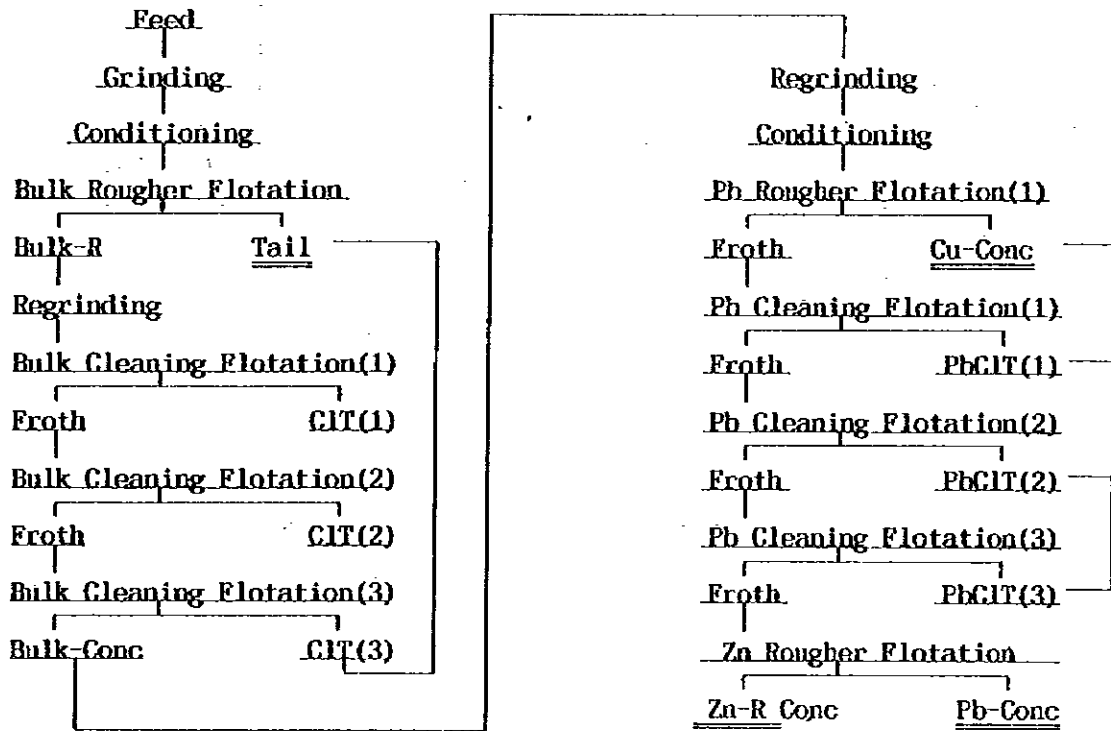 Feed
Grinding
Conditioning
Bulk Rougher Flotation
Bulk-R Tail
Regrinding
Bulk Cleaning Flotation(1)
Froth ClT(1)
Bulk Cleaning Flotation(2)
Froth ClT(2)
Bulk Cleaning Flotation(3)
Bulk-Conc ClT(3)
Regrinding
Conditioning
Pb Rougher Flotation(1)
Froth Cu-Conc
Pb Cleaning Flotation(1)
Froth PbClT(1)
Pb Cleaning Flotation(2)
Froth PbClT(2)
Pb Cleaning Flotation(3)
Froth PbClT(3)
Zn Rougher Flotation
Zn-R Conc Pb-Conc